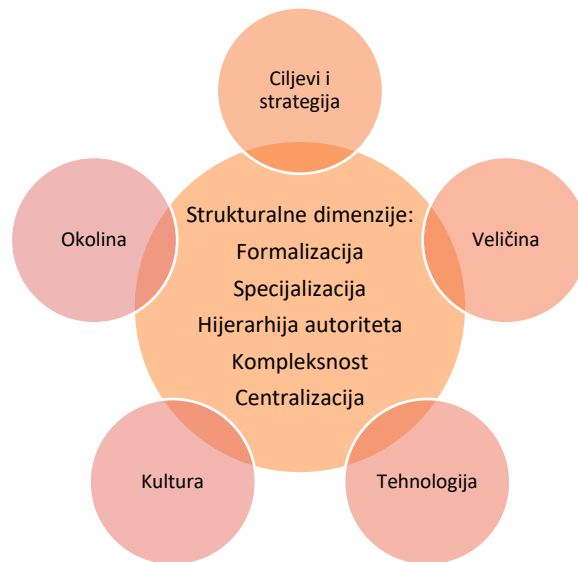 Ciljevi i
strategija
Okolina
Strukturalne dimenzije:
Formalizacija
Specijalizacija
Hijerarhija autoriteta
Kompleksnost
Centralizacija
Veličina
Kultura
Tehnologija